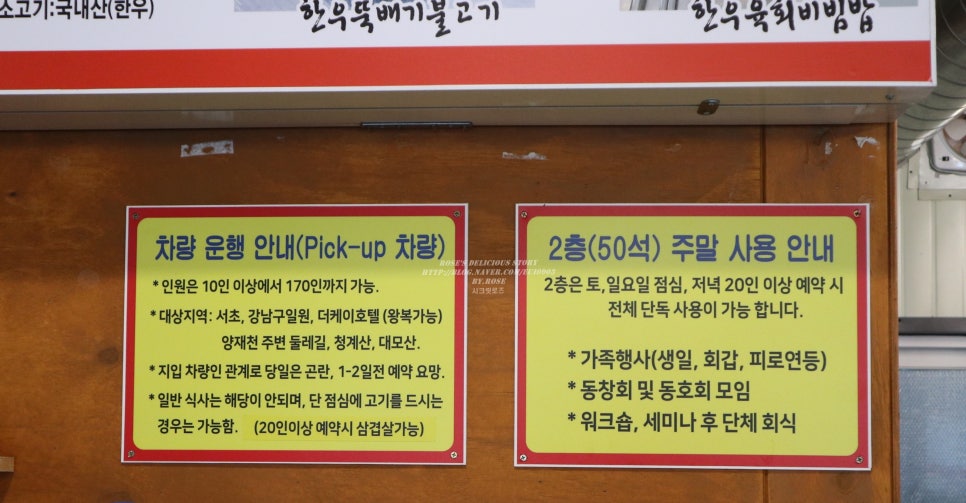 소고기:국내산(한우)
한우뚝배기불고기
한우육회비빔밥
차량 운행 안내(Pick-up 차량)
* 인원은 10인 이상에서 170인까지 가능.
* 대상지역: 서초, 강남구일원, 더케이호텔 (왕복가능)
양재천 주변 둘레길, 청계산, 대모산.
* 지입 차량인 관계로 당일은 곤란, 1-2일전 예약 요망.
* 일반 식사는 해당이 안되며, 단 점심에 고기를 드시는
경우는 가능함. (20인이상 예약시 삼겹살가능)
ROSE'S DELICIOUS STORY
BY.ROSE
시크릿로즈
2층(50석) 주말 사용 안내
2층은 토,일요일 점심, 저녁 20인 이상 예약 시
전체 단독 사용이 가능 합니다.
* 가족행사(생일, 회갑, 피로연등)
* 동창회 및 동호회 모임
* 워크숍, 세미나 후 단체 회식